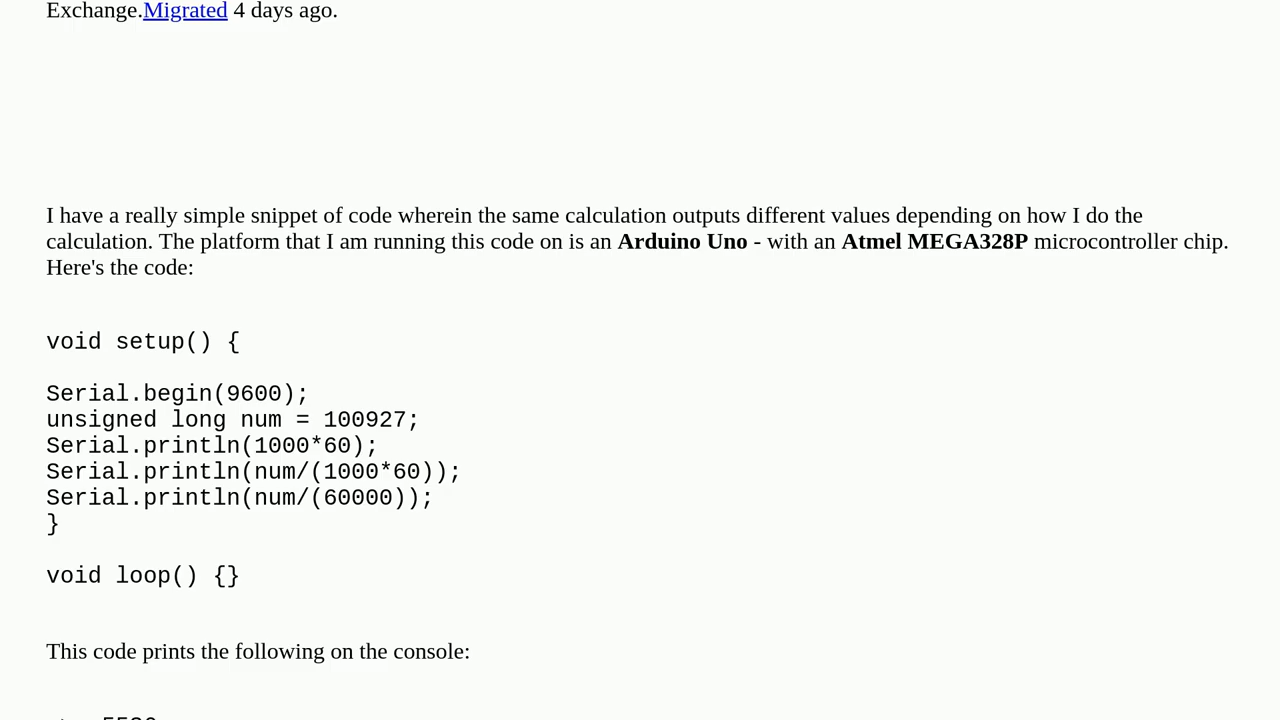 Exchange.Migrated 4 days ago.
I have a really simple snippet of code wherein the same calculation outputs different values depending on how I do the
calculation. The platform that I am running this code on is an Arduino Uno - with an Atmel MEGA328P microcontroller chip.
Here's the code:
void setup() {
Serial.begin(9600);
unsigned long num = 100927;
Serial.println(1000*60);
Serial.println(num/(1000*60));
Serial.println(num/(60000));
}
void loop() {}
This code prints the following on the console: